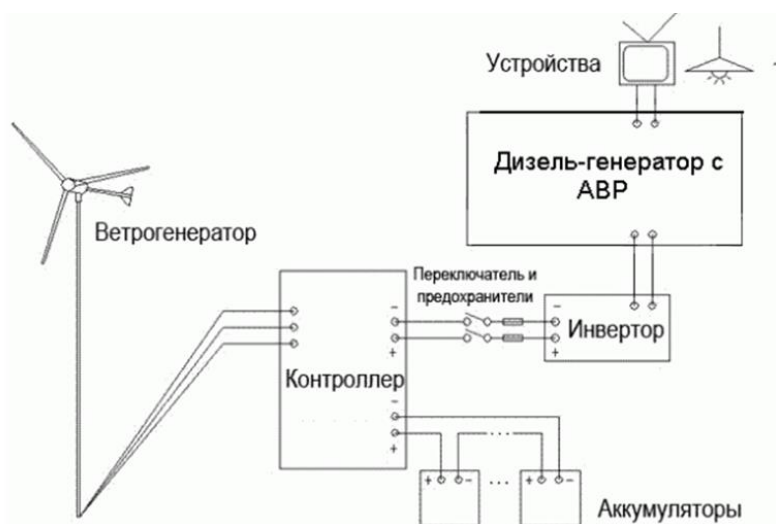 Устройства
Дизель-генератор с
АВР
Ветрогенератор
Переключатель и
предохранители
Инвертор
Контроллер
Аккумуляторы
- 
+
-
+
-
+
+ -
...
+ -
...